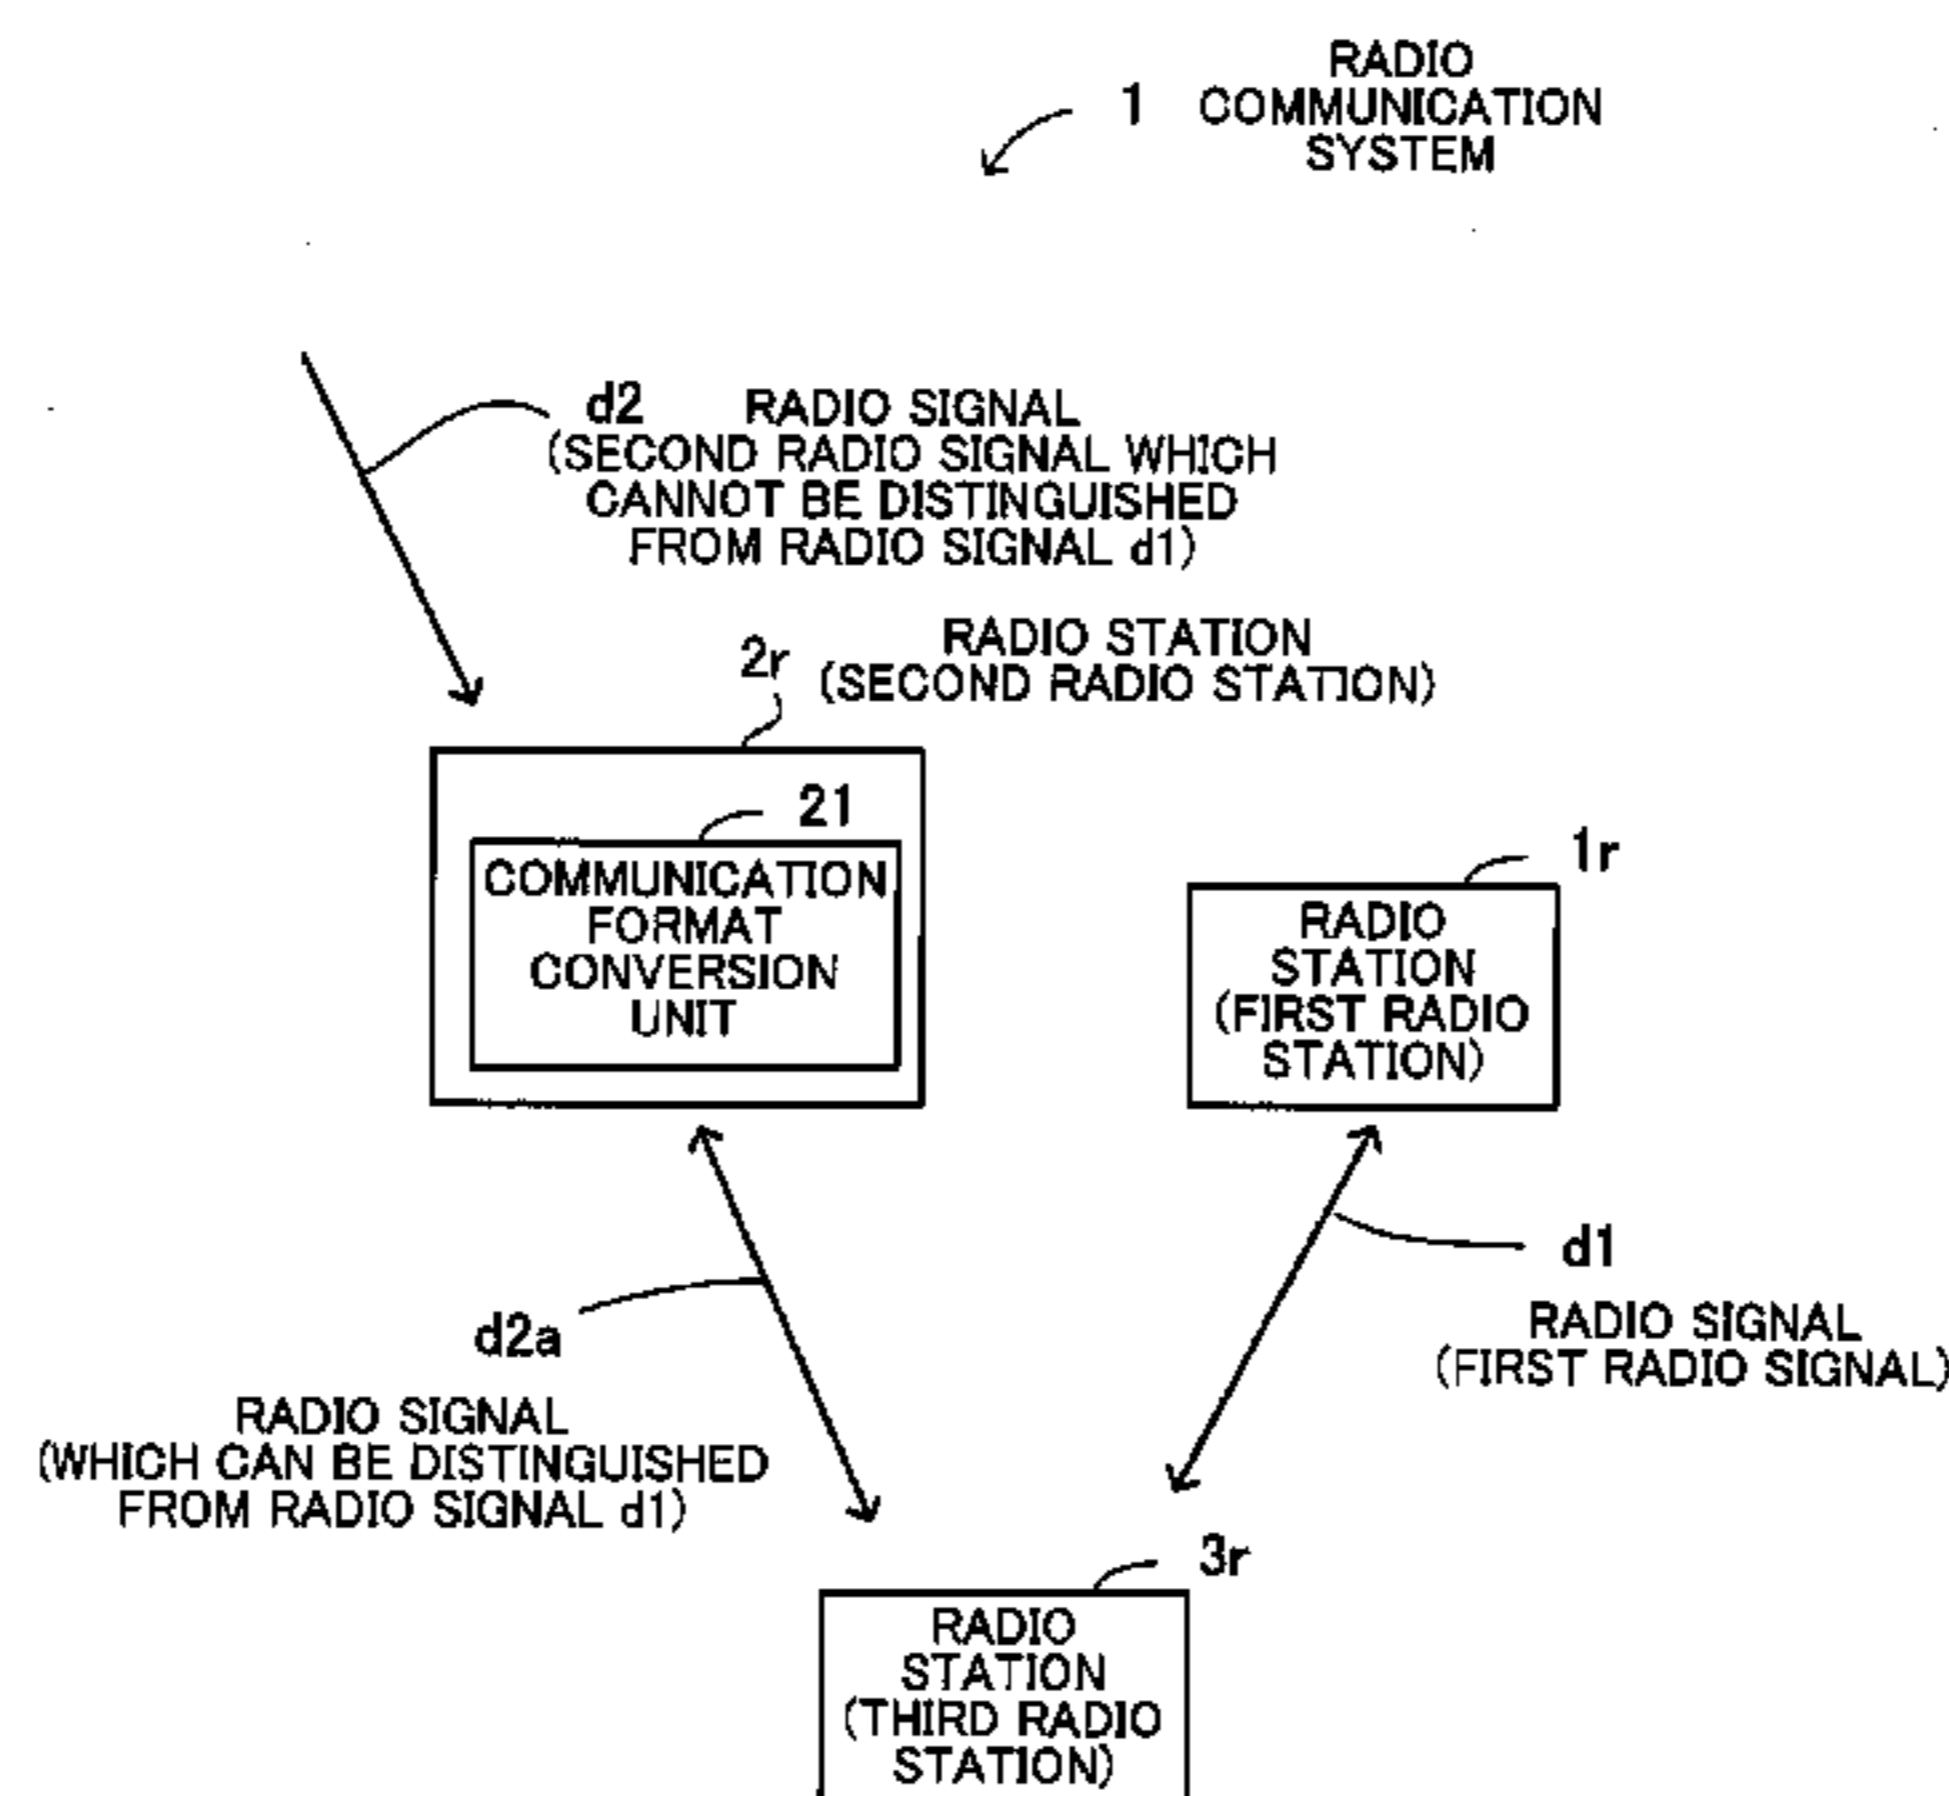 RADIO
1 COMMUNICATION
SYSTEM
d2 RADIO SIGNAL
(SECOND RADIO SIGNAL WHICH
CANNOT BE DISTINGUISHED
FROM RADIO SIGNAL d1)
2r RADIO STATION
(SECOND RADIO STATION)
21
COMMUNICATION
FORMAT
CONVERSION
UNIT
1r
RADIO
STATION
(FIRST RADIO
STATION)
d1
RADIO SIGNAL
(FIRST RADIO SIGNAL)
d2a
RADIO SIGNAL
(WHICH CAN BE DISTINGUISHED
FROM RADIO SIGNAL d1)
3r
RADIO
STATION
(THIRD RADIO
STATION)